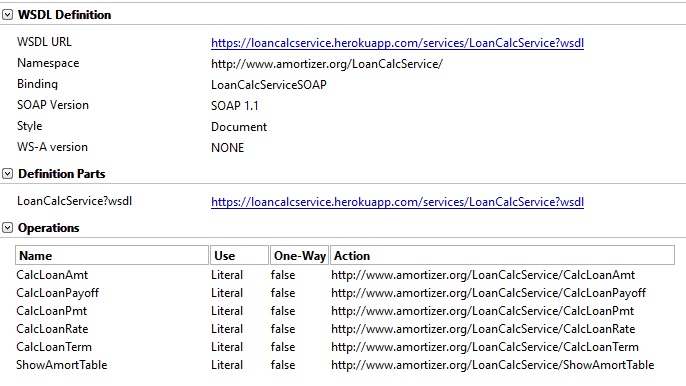 WSDL Definition
WSDL URL https://loancalcservice.herokuapp.com/services/LoanCalcService?wsdl
Namespace http://www.amortizer.org/LoanCalcService/
Binding LoanCalcServiceSOAP
SOAP Version SOAP 1.1
Style Document
WS-A version NONE
Definition Parts
LoanCalcService?wsdl https://loancalcservice.herokuapp.com/services/LoanCalcService?wsdl
Operations
Name Use One-Way Action
CalcLoanAmt Literal false http://www.amortizer.org/LoanCalcService/CalcLoanAmt
CalcLoanPayoff Literal false http://www.amortizer.org/LoanCalcService/CalcLoanPayoff
CalcLoanPmt Literal false http://www.amortizer.org/LoanCalcService/CalcLoanPmt
CalcLoanRate Literal false http://www.amortizer.org/LoanCalcService/CalcLoanRate
CalcLoanTerm Literal false http://www.amortizer.org/LoanCalcService/CalcLoanTerm
ShowAmortTable Literal false http://www.amortizer.org/LoanCalcService/ShowAmortTable